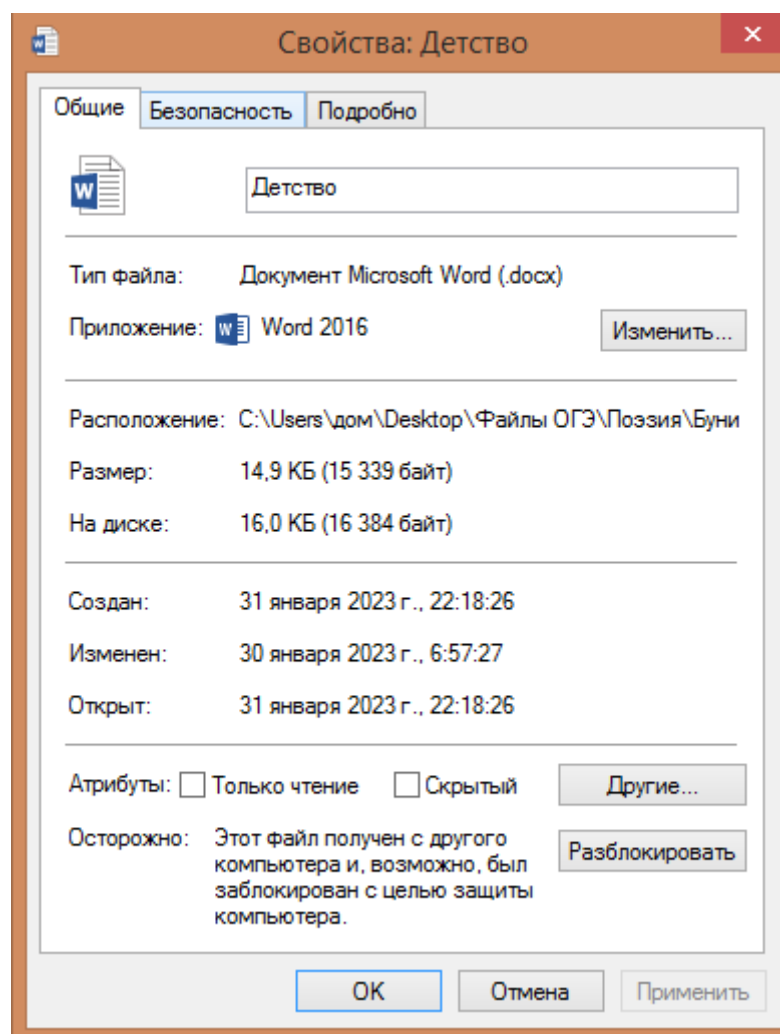 Свойства: Детство
Общие Безопасность Подробно
Детство
Тип файла: Документ Microsoft Word (.docx)
Приложение: Word 2016 Изменить...
Расположение: C:\Users\дом\Desktop\Файлы ОГЭ\Поэзия\Буни
Размер: 14,9 КБ (15 339 байт)
На диске: 16,0 КБ (16 384 байт)
Создан: 31 января 2023 г., 22:18:26
Изменен: 30 января 2023 г., 6:57:27
Открыт: 31 января 2023 г., 22:18:26
Атрибуты: Только чтение Скрытый Другие...
Осторожно: Этот файл получен с другого
компьютера и, возможно, был
заблокирован с целью защиты
компьютера.
Разблокировать
OK Отмена Применить